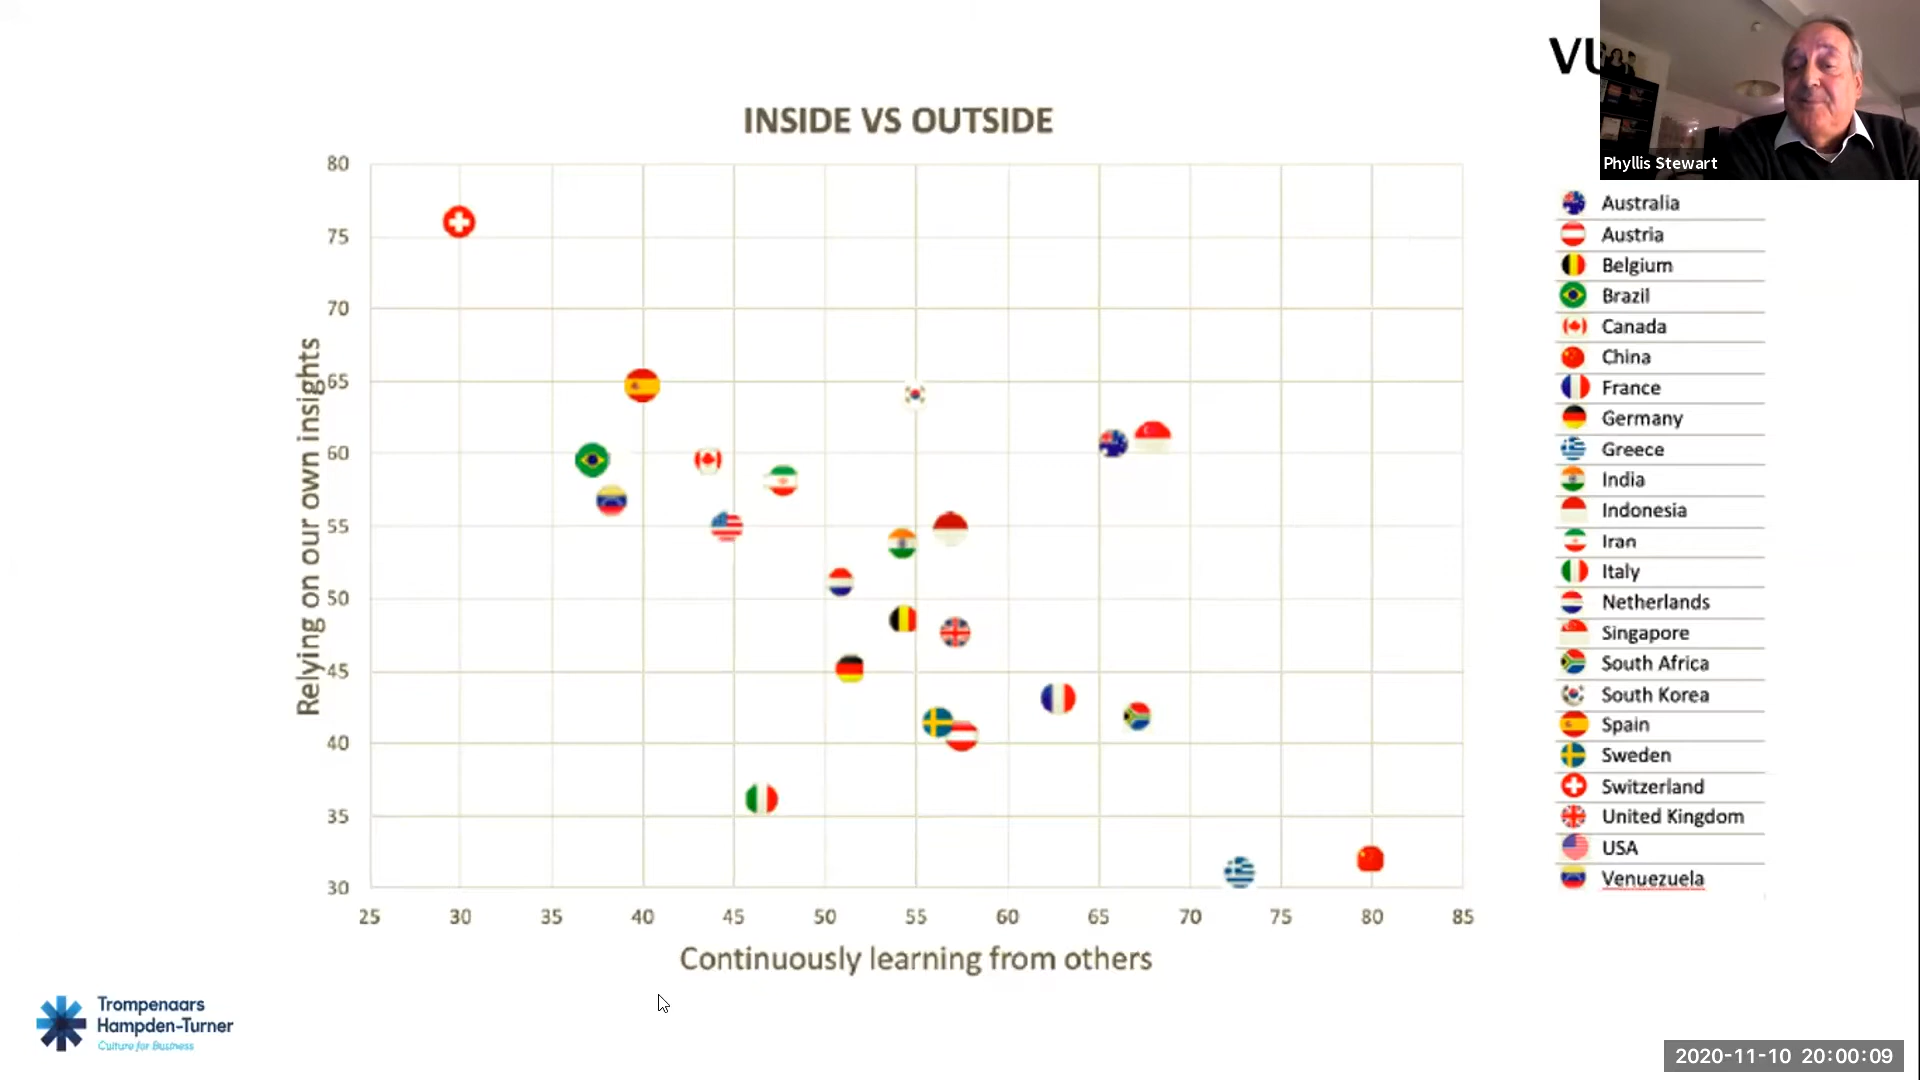 VU
Phyllis Stewart
INSIDE VS OUTSIDE
Relying on our own insights
80
75
70
65
60
55
50
45
40
35
30
25 30 35 40 45 50 55 60 65 70 75 80 85
Continuously learning from others
Australia
Austria
Belgium
Brazil
Canada
China
France
Germany
Greece
India
Indonesia
Iran
Italy
Netherlands
Singapore
South Africa
South Korea
Spain
Sweden
Switzerland
United Kingdom
USA
Venuezuela
Trompenaars
Hampden-Turner
Culture for Business
2020-11-10 20:00:09